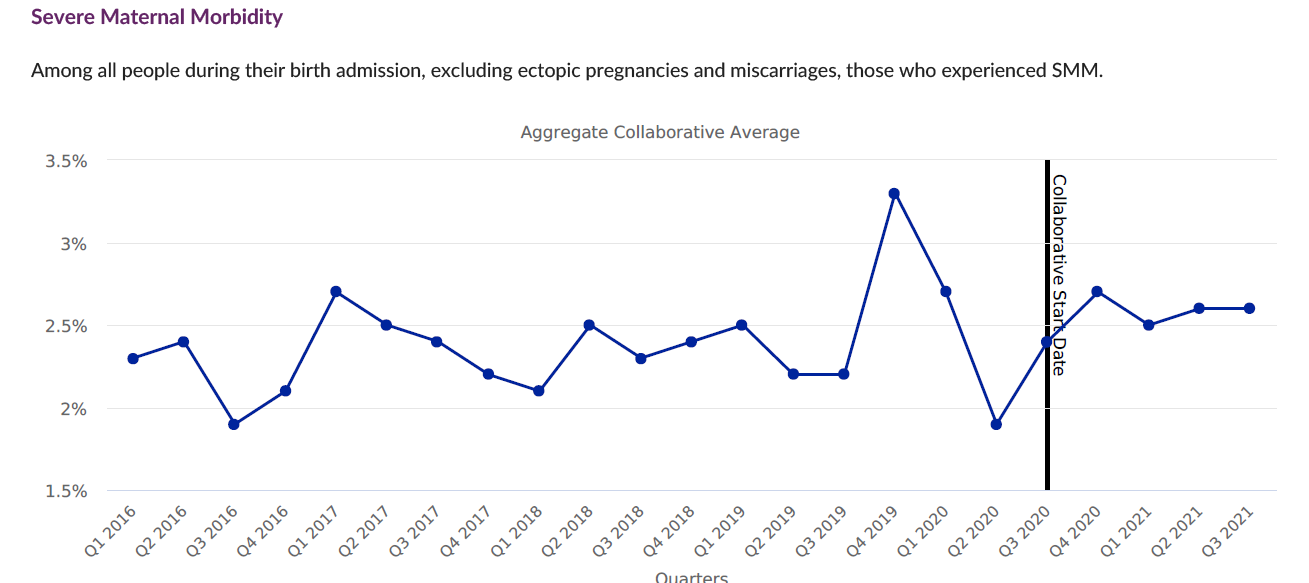 Severe Maternal Morbidity
Among all people during their birth admission, excluding ectopic pregnancies and miscarriages, those who experienced SMM.
Aggregate Collaborative Average
3.5%
3%
2.5%
2%
1.5%
Collaborative Start Date
Q1 2016
Q2 2016
Q3 2016
Q4 2016
Q1 2017
Q2 2017
Q3 2017
Q4 2017
Q1 2018
Q2 2018
Q3 2018
Q4 2018
Q1 2019
Q2 2019
Q3 2019
Q4 2019
Q1 2020
Q2 2020
Q3 2020
Q4 2020
Q1 2021
Q2 2021
Q3 2021
Quarters